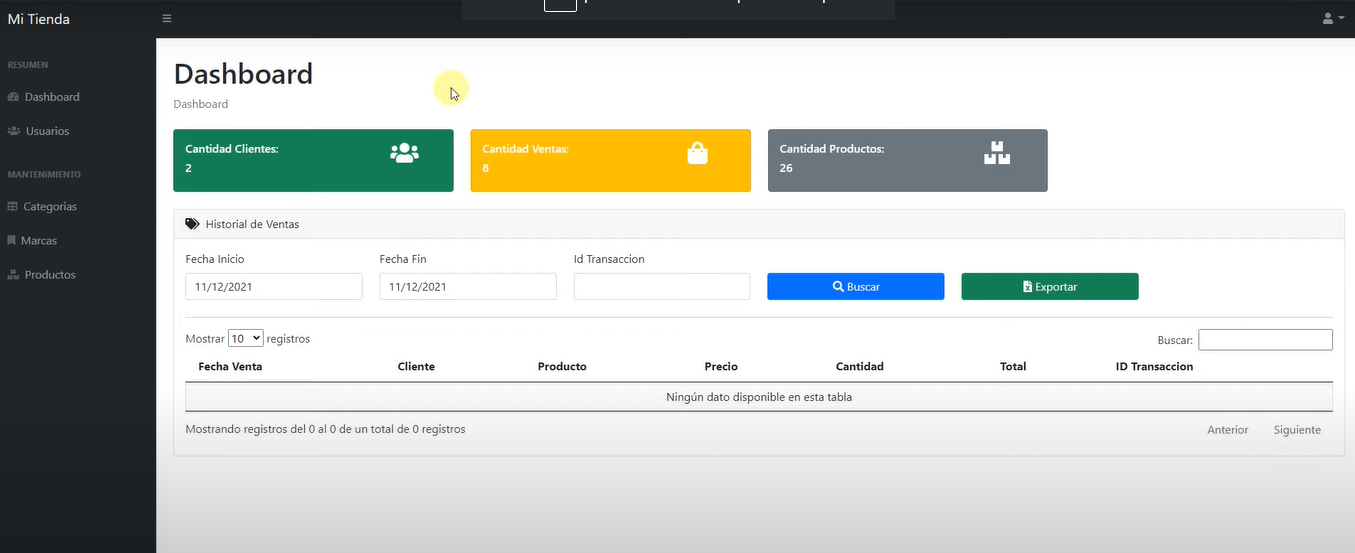 Mi Tienda
RESUMEN
Dashboard
Usuarios
MANTENIMIENTO
Categorias
Marcas
Productos
Dashboard
Dashboard
Cantidad Clientes:
2
Cantidad Ventas:
8
Cantidad Productos:
26
Historial de Ventas
Fecha Inicio
11/12/2021
Fecha Fin
11/12/2021
Id Transaccion
Buscar
Exportar
Mostrar 10 registros
Buscar:
Fecha Venta Cliente Producto Precio Cantidad Total ID Transaccion
Ningún dato disponible en esta tabla
Mostrando registros del 0 al 0 de un total de 0 registros
Anterior Siguiente